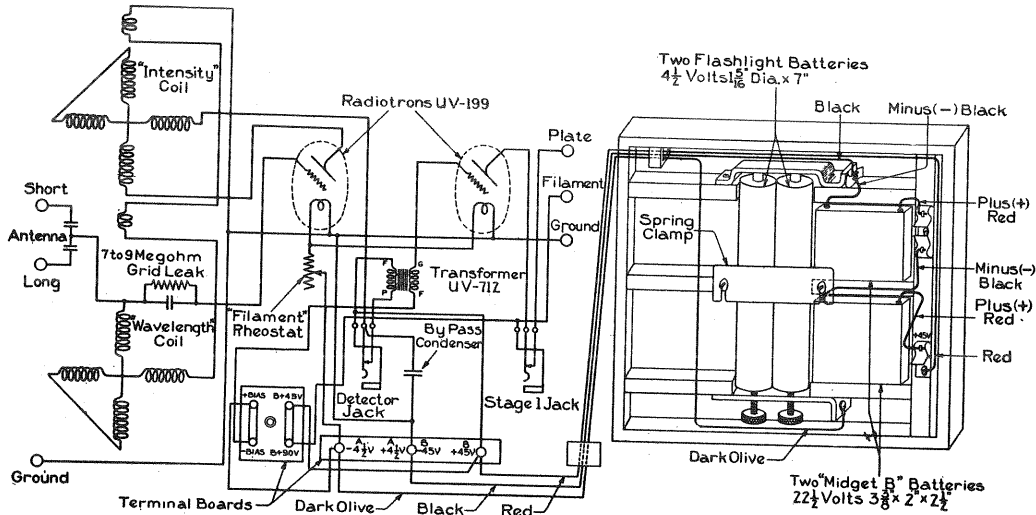 "Intensity"
Coil
Radiotrons UV-199
Two Flashlight Batteries
4½ Volts 1 5/16" Dia. x 7"
Black
Minus(-) Black
Plate
Filament
Ground
Short
Antenna
Long
7 to 9 Megohm
Grid Leak
"Wavelength"
Coil
"Filament"
Rheostat
P
G
P
F
Transformer
UV-712
By Pass
Condenser
Spring
Clamp
Plus(+)
Red
Minus(-)
Black
Plus(+)
Red
+45V
Red
Detector
Jack
Stage 1 Jack
+BIAS B+45V
-BIAS B+90V
A
-4½V
A
+4½V
B
-45V
B
+45V
Ground
Terminal Boards
Dark Olive
Black
Red
Dark Olive
Two "Midget B" Batteries
22½ Volts 3⅜" x 2" x 2½"